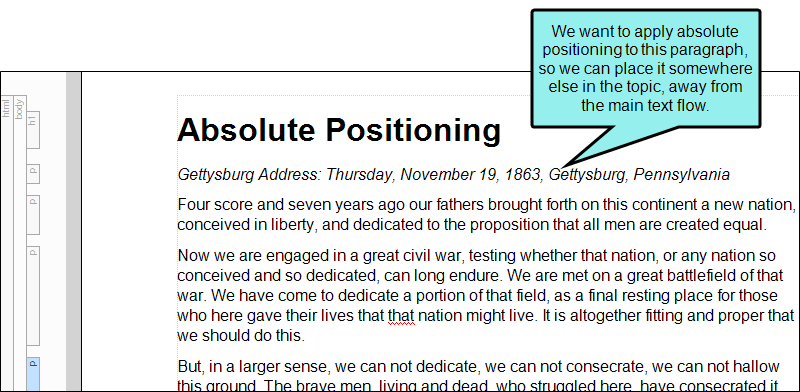 We want to apply absolute
positioning to this paragraph,
so we can place it somewhere
else in the topic, away from
the main text flow.
html
body
h1
p
p
p
p
Absolute Positioning
Gettysburg Address: Thursday, November 19, 1863, Gettysburg, Pennsylvania
Four score and seven years ago our fathers brought forth on this continent a new nation,
conceived in liberty, and dedicated to the proposition that all men are created equal.
Now we are engaged in a great civil war, testing whether that nation, or any nation so
conceived and so dedicated, can long endure. We are met on a great battlefield of that
war. We have come to dedicate a portion of that field, as a final resting place for those
who here gave their lives that that nation might live. It is altogether fitting and proper that
we should do this.
But, in a larger sense, we can not dedicate, we can not consecrate, we can not hallow
this ground. The brave men, living and dead, who struggled here, have consecrated it